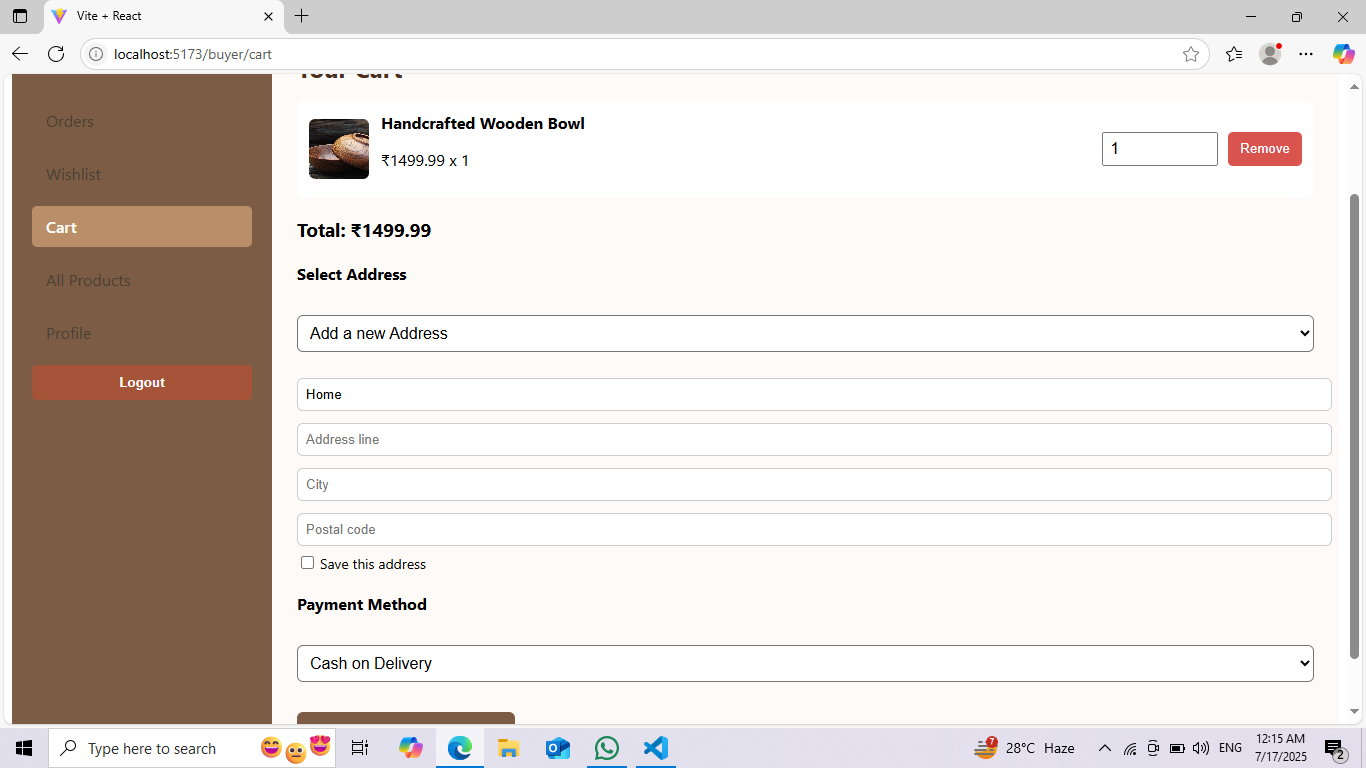 Vite + React
localhost:5173/buyer/cart
Your Cart
Orders
Wishlist
Cart
All Products
Profile
Logout
Handcrafted Wooden Bowl
₹1499.99 x 1
1
Remove
Total: ₹1499.99
Select Address
Add a new Address
Home
Address line
City
Postal code
Save this address
Payment Method
Cash on Delivery
Type here to search
7
28°C Haze
ENG
12:15 AM
7/17/2025
2